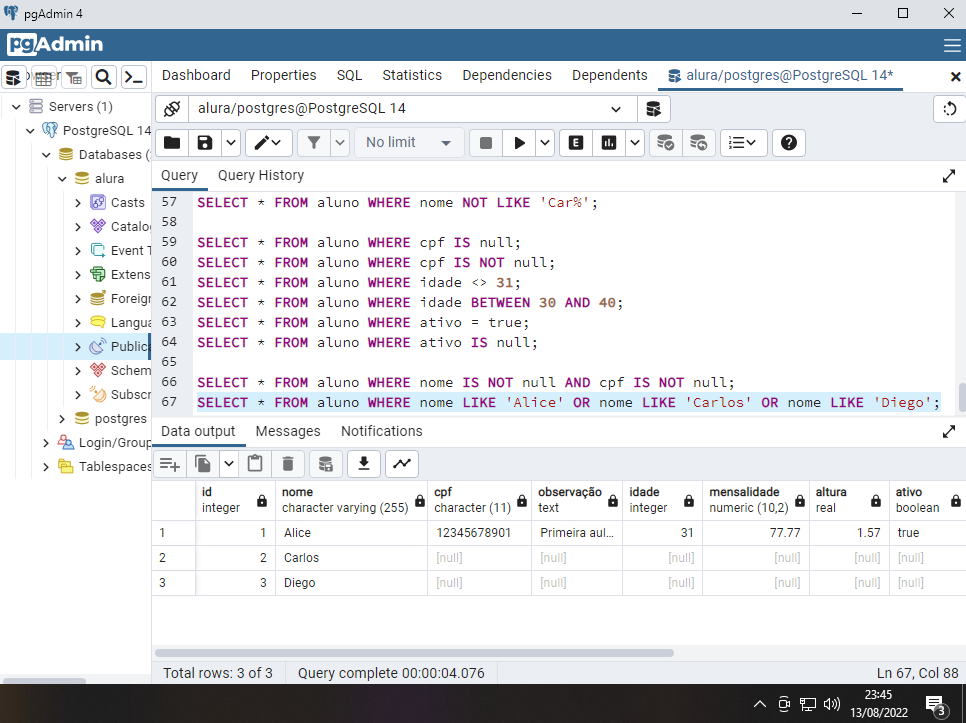 pgAdmin 4
pgAdmin
Dashboard Properties SQL Statistics Dependencies Dependents alura/postgres@PostgreSQL 14*
Servers (1)
PostgreSQL 14
Databases (
alura
Casts
Catalo
Event T
Extens
Foreign
Langua
Public
Schem
Subscr
postgres
Login/Group
Tablespaces
alura/postgres@PostgreSQL 14
No limit
E
Query Query History
57 SELECT * FROM aluno WHERE nome NOT LIKE 'Car%';
58
59 SELECT * FROM aluno WHERE cpf IS null;
60 SELECT * FROM aluno WHERE cpf IS NOT null;
61 SELECT * FROM aluno WHERE idade <> 31;
62 SELECT * FROM aluno WHERE idade BETWEEN 30 AND 40;
63 SELECT * FROM aluno WHERE ativo = true;
64 SELECT * FROM aluno WHERE ativo IS null;
65
66 SELECT * FROM aluno WHERE nome IS NOT null AND cpf IS NOT null;
67 SELECT * FROM aluno WHERE nome LIKE 'Alice' OR nome LIKE 'Carlos' OR nome LIKE 'Diego';
Data output Messages Notifications
id nome cpf observação idade mensalidade altura ativo
integer character varying (255) character (11) text integer numeric (10,2) real boolean
1 1 Alice 12345678901 Primeira aul... 31 77.77 1.57 true
2 2 Carlos [null] [null] [null] [null] [null] [null]
3 3 Diego [null] [null] [null] [null] [null] [null]
Total rows: 3 of 3 Query complete 00:00:04.076 Ln 67, Col 88
23:45
13/08/2022
3